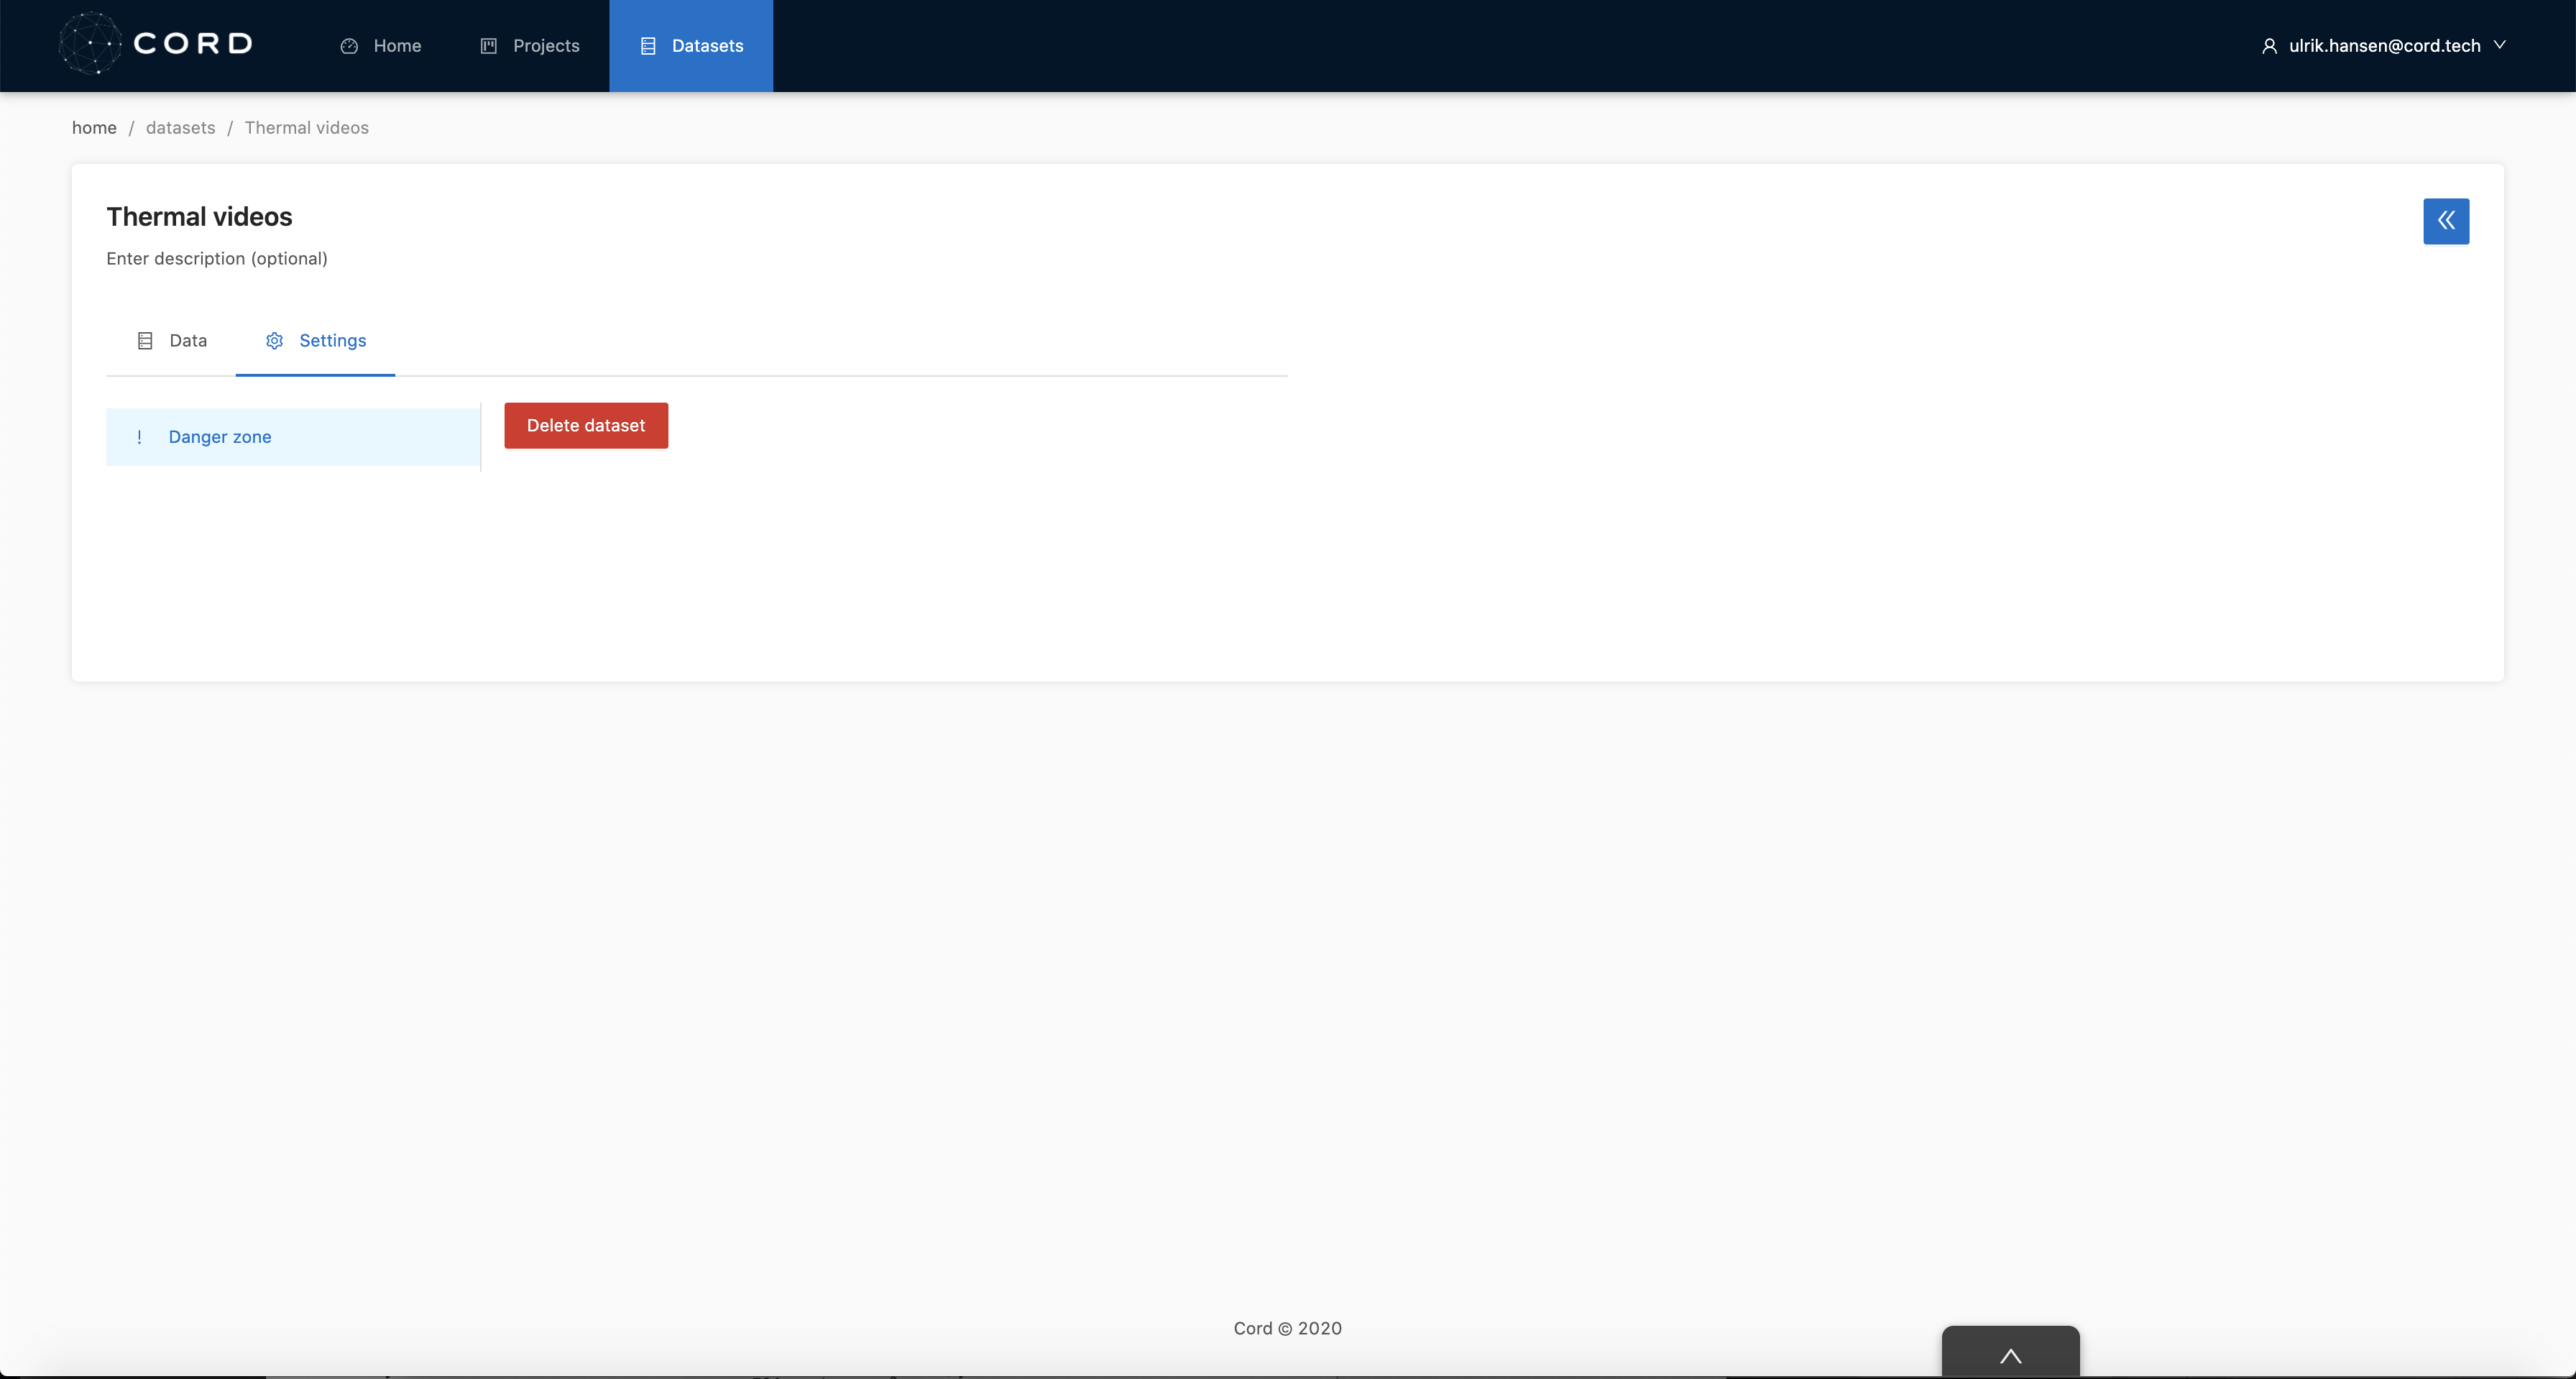 CORD
Home
Projects
Datasets
ulrik.hansen@cord.tech
home / datasets / Thermal videos
Thermal videos
Enter description (optional)
Data
Settings
! Danger zone
Delete dataset
Cord © 2020